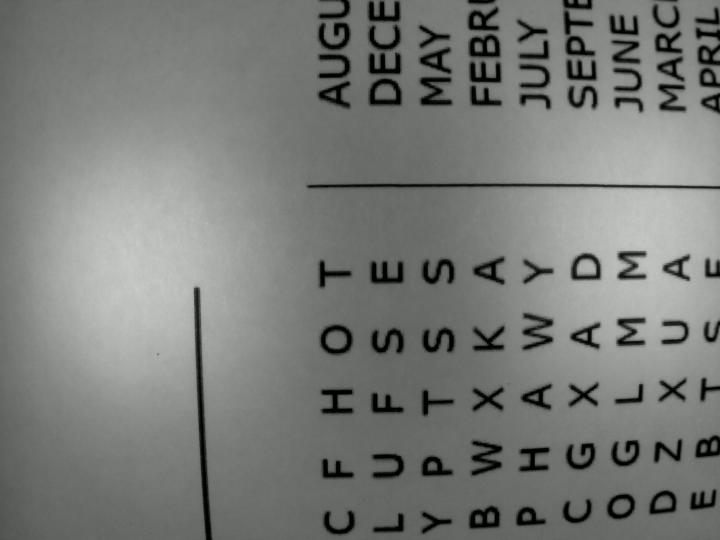 C F H O T AUGU
L U F S E DECE
Y P T S S MAY
B W X K A FEBRU
P H A W Y JULY
C G X A D SEPTE
O G L M M JUNE
D Z X U A MARC
E B T S APRIL